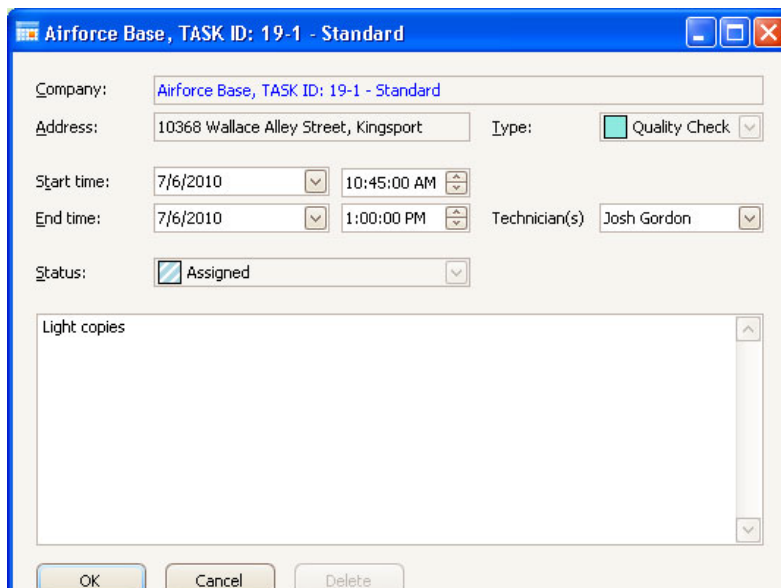 Airforce Base, TASK ID: 19-1 - Standard
Company: Airforce Base, TASK ID: 19-1 - Standard
Address: 10368 Wallace Alley Street, Kingsport Type: Quality Check
Start time: 7/6/2010 10:45:00 AM
End time: 7/6/2010 1:00:00 PM Technician(s) Josh Gordon
Status: Assigned
Light copies
OK Cancel Delete